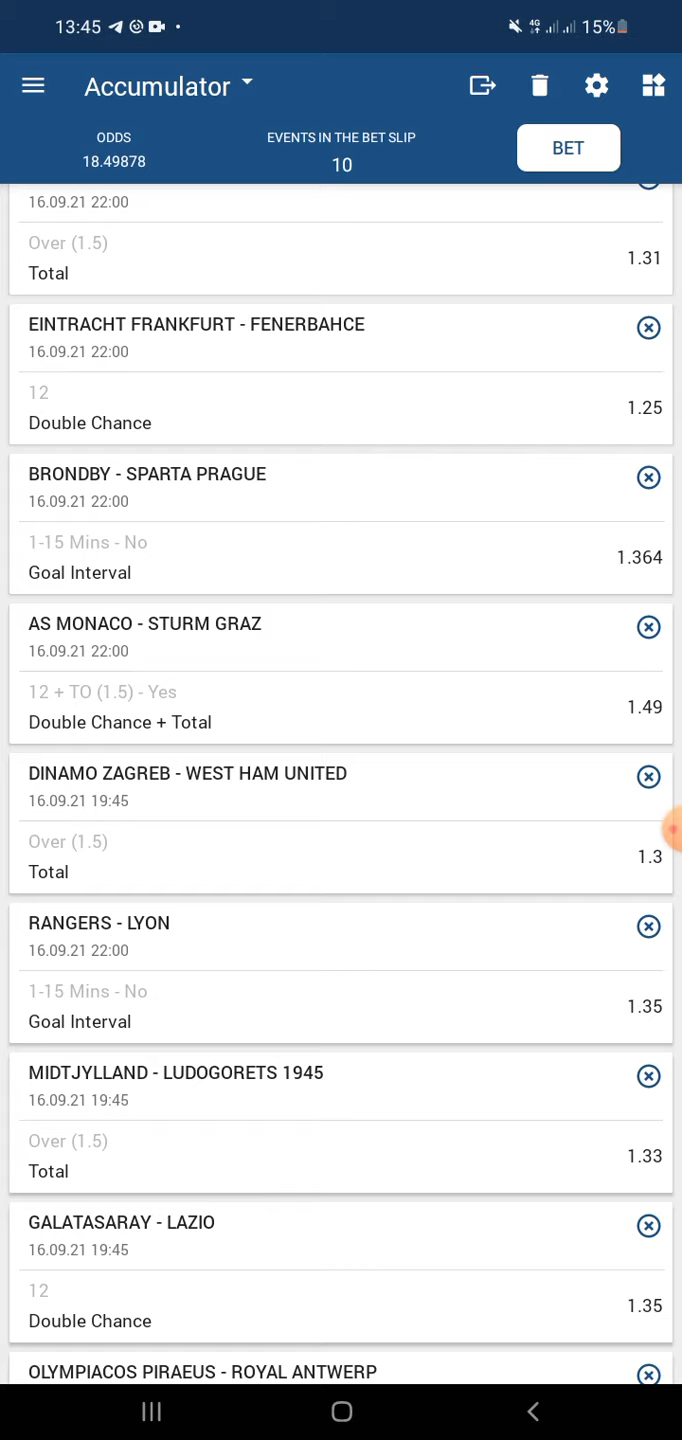 13:45
4G
15%
Accumulator
ODDS
18.49878
EVENTS IN THE BET SLIP
10
BET
16.09.21 22:00
Over (1.5)
Total
1.31
EINTRACHT FRANKFURT - FENERBAHCE
16.09.21 22:00
12
Double Chance
1.25
BRONDBY - SPARTA PRAGUE
16.09.21 22:00
1-15 Mins - No
Goal Interval
1.364
AS MONACO - STURM GRAZ
16.09.21 22:00
12 + TO (1.5) - Yes
Double Chance + Total
1.49
DINAMO ZAGREB - WEST HAM UNITED
16.09.21 19:45
Over (1.5)
Total
1.3
RANGERS - LYON
16.09.21 22:00
1-15 Mins - No
Goal Interval
1.35
MIDTJYLLAND - LUDOGORETS 1945
16.09.21 19:45
Over (1.5)
Total
1.33
GALATASARAY - LAZIO
16.09.21 19:45
12
Double Chance
1.35
OLYMPIACOS PIRAEUS - ROYAL ANTWERP